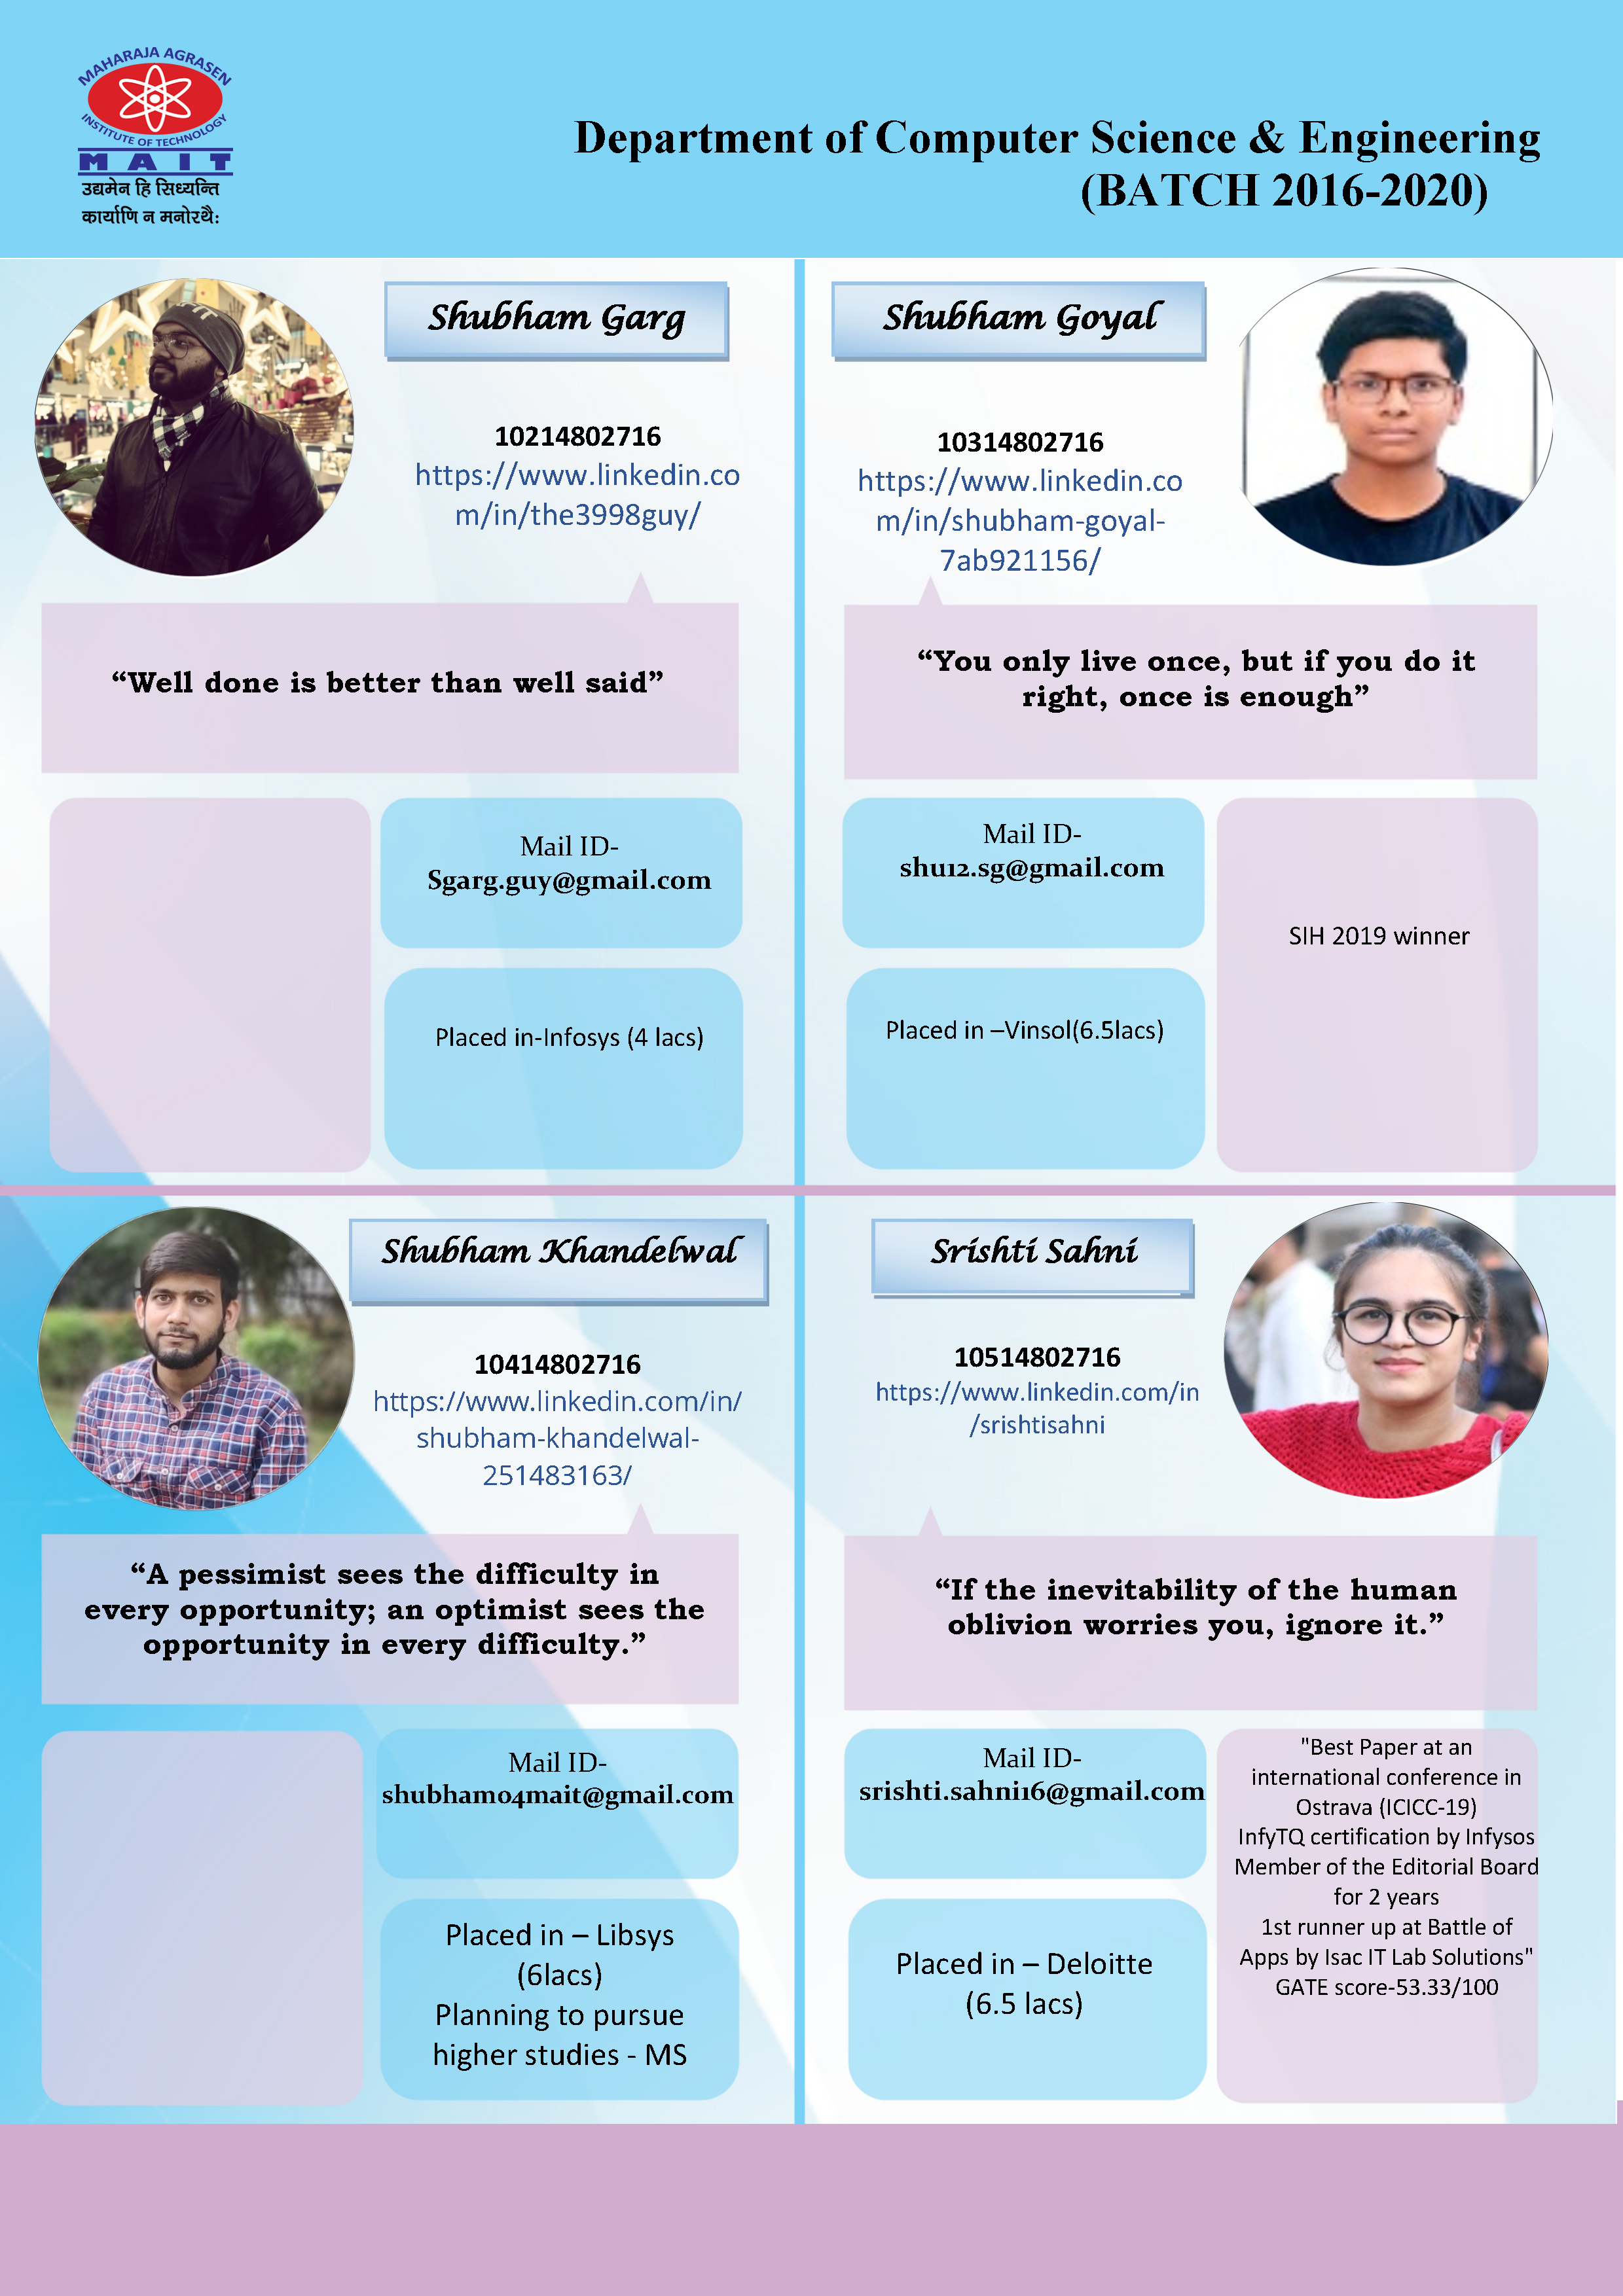 MAHARAJA AGRASEN
INSTITUTE OF TECHNOLOGY
MAIT
उद्यमेन हि सिध्यन्ति
कार्याणि न मनोरथै:
Department of Computer Science & Engineering
(BATCH 2016-2020)
Shubham Garg
10214802716
https://www.linkedin.co
m/in/the3998guy/
“Well done is better than well said”
Mail ID-
Sgarg.guy@gmail.com
Placed in-Infosys (4 lacs)
Shubham Goyal
10314802716
https://www.linkedin.co
m/in/shubham-goyal-
7ab921156/
“You only live once, but if you do it
right, once is enough”
Mail ID-
shu12.sg@gmail.com
SIH 2019 winner
Placed in –Vinsol(6.5lacs)
Shubham Khandelwal
10414802716
https://www.linkedin.com/in/
shubham-khandelwal-
251483163/
“A pessimist sees the difficulty in
every opportunity; an optimist sees the
opportunity in every difficulty.”
Mail ID-
shubham04mait@gmail.com
Placed in – Libsys
(6lacs)
Planning to pursue
higher studies - MS
Srishti Sahni
10514802716
https://www.linkedin.com/in
/srishtisahni
“If the inevitability of the human
oblivion worries you, ignore it.”
Mail ID-
srishti.sahni16@gmail.com
Placed in – Deloitte
(6.5 lacs)
"Best Paper at an
international conference in
Ostrava (ICICC-19)
InfyTQ certification by Infysos
Member of the Editorial Board
for 2 years
1st runner up at Battle of
Apps by Isac IT Lab Solutions"
GATE score-53.33/100